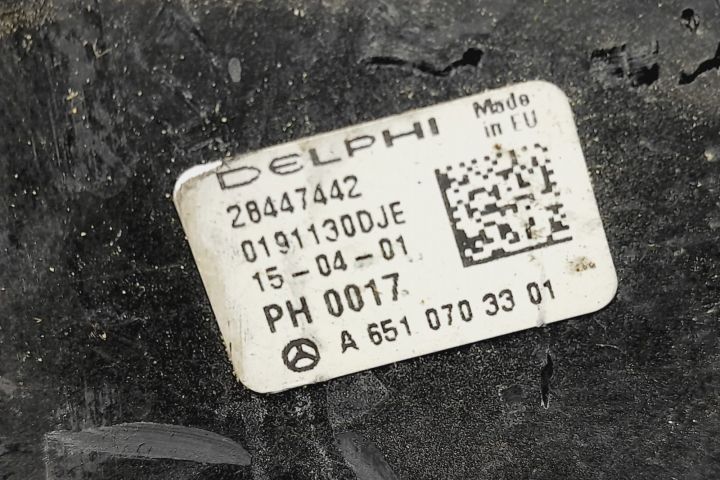 DELPHI
Made
in EU
28447442
0191130DJE
15-04-01
PH 0017
A 651 070 33 01